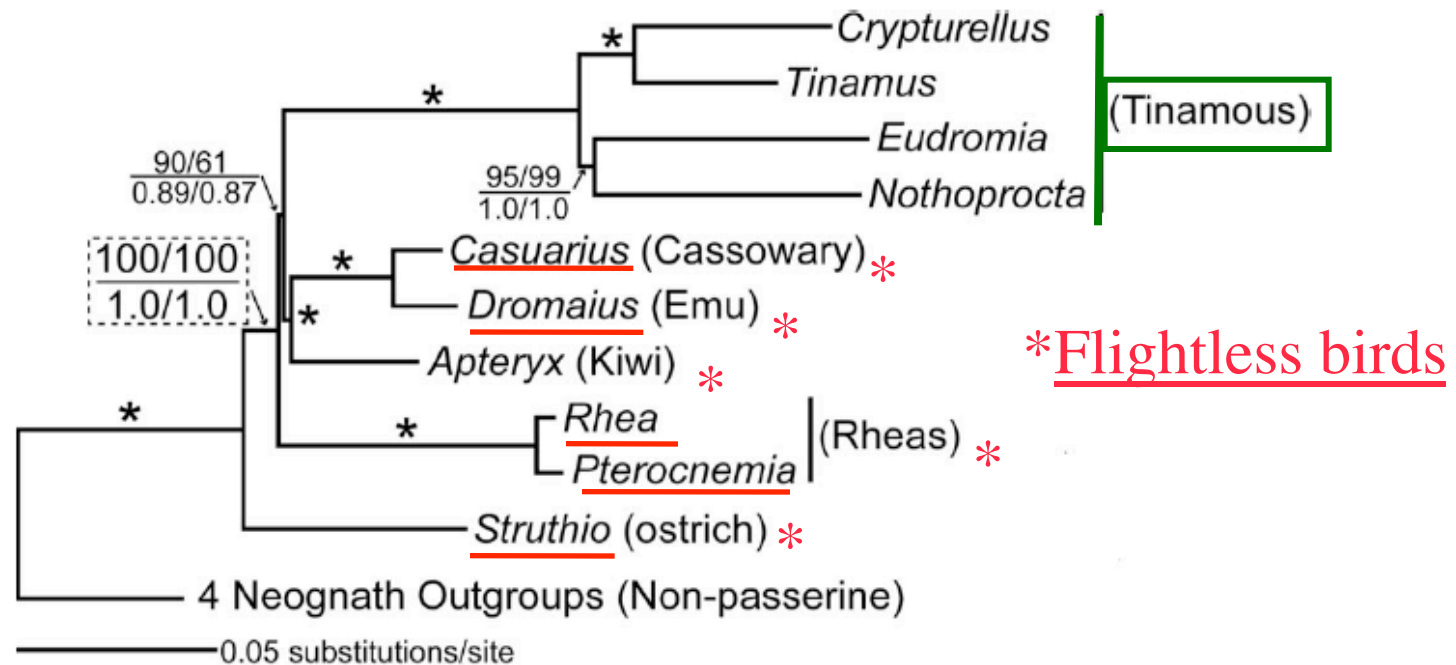 * Crypturellus
* Tinamus
(Tinamous)
Eudromia
90/61
0.89/0.87
95/99
1.0/1.0
Nothoprocta
100/100
1.0/1.0
* Casuarius (Cassowary) *
* Dromaius (Emu) *
Apteryx (Kiwi) *
*Flightless birds
* Rhea
* Pterocnemia
(Rheas) *
Struthio (ostrich) *
4 Neognath Outgroups (Non-passerine)
0.05 substitutions/site